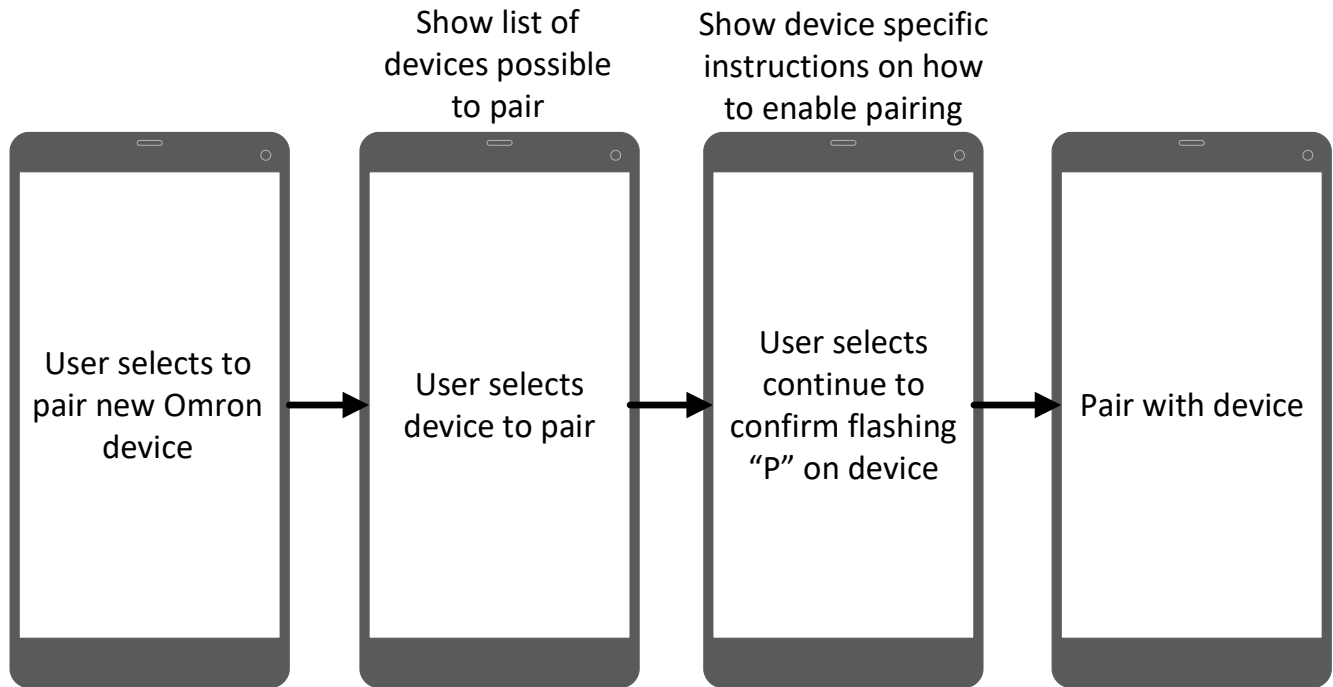 Show list of
devices possible
to pair
Show device specific
instructions on how
to enable pairing
User selects to
pair new Omron
device
User selects
device to pair
User selects
continue to
confirm flashing
“P” on device
Pair with device